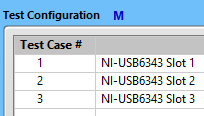 Test Configuration M
Test Case #
1 NI-USB6343 Slot 1
2 NI-USB6343 Slot 2
3 NI-USB6343 Slot 3